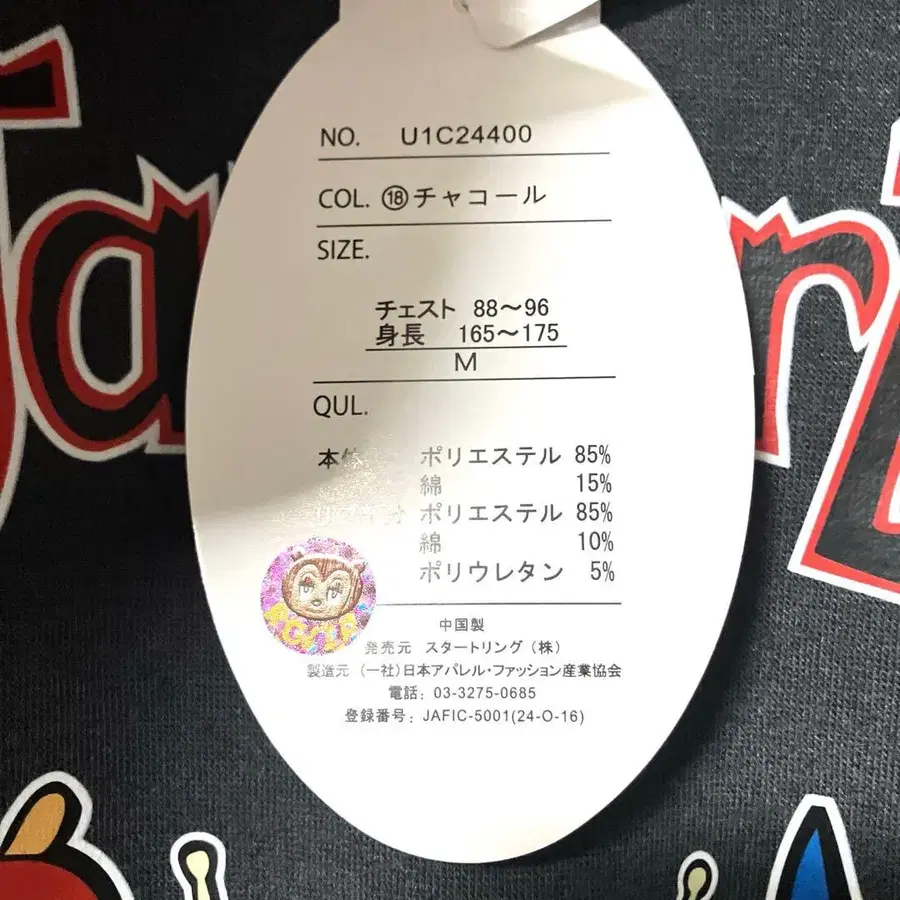 NO. U1C24400
COL. ⑱チャコール
SIZE.
チェスト 88〜96
身長 165〜175
M
QUL.
本体 ポリエステル 85%
綿 15%
ポリエステル 85%
綿 10%
ポリウレタン 5%
中国製
発売元 スタートリング(株)
製造元 (一社)日本アパレル・ファッション産業協会
電話: 03-3275-0685
登録番号: JAFIC-5001(24-O-16)